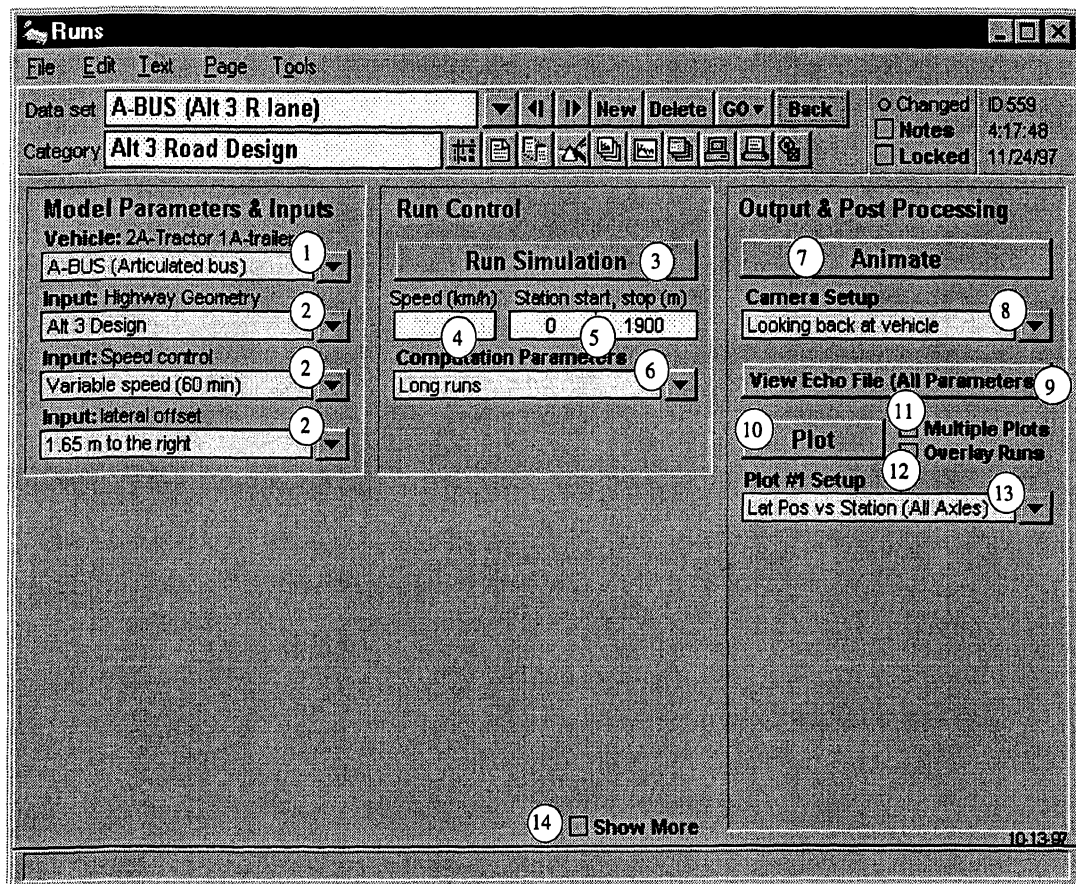 Runs
File Edit Text Page Tools
Data set A-BUS (Alt 3 R lane) New Delete GO Back Changed ID 559
Notes 4:17:48
Category Alt 3 Road Design Locked 11/24/97
Model Parameters & Inputs
Vehicle: 2A-Tractor 1A-trailer
1
A-BUS (Articulated bus)
Input: Highway Geometry
2
Alt 3 Design
Input: Speed control
2
Variable speed (60 min)
Input: lateral offset
2
1.65 m to the right
Run Control
Run Simulation 3
Speed (km/h) Station start, stop (m)
4 0 5 1900
Computation Parameters
6
Long runs
Output & Post Processing
7 Animate
Camera Setup
8
Looking back at vehicle
View Echo File (All Parameters 9
10 Plot 11 Multiple Plots
12 Overlay Runs
Plot #1 Setup
13
Lat Pos vs Station (All Axles)
14 Show More
10-13-97